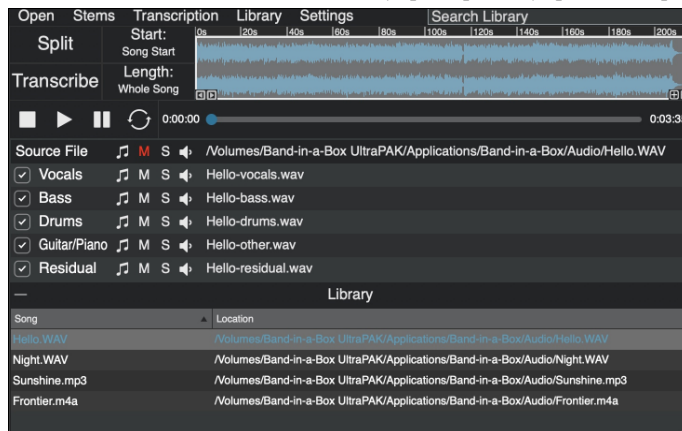 Open Stems Transcription Library Settings Search Library
Split Start: Song Start
0s 20s 40s 60s 80s 100s 120s 140s 160s 180s 200s
Transcribe Length: Whole Song
0:00:00 0:03:3
Source File M S /Volumes/Band-in-a-Box UltraPAK/Applications/Band-in-a-Box/Audio/Hello.WAV
Vocals M S Hello-vocals.wav
Bass M S Hello-bass.wav
Drums M S Hello-drums.wav
Guitar/Piano M S Hello-other.wav
Residual M S Hello-residual.wav
Library
Song Location
Hello.WAV /Volumes/Band-in-a-Box UltraPAK/Applications/Band-in-a-Box/Audio/Hello.WAV
Night.WAV /Volumes/Band-in-a-Box UltraPAK/Applications/Band-in-a-Box/Audio/Night.WAV
Sunshine.mp3 /Volumes/Band-in-a-Box UltraPAK/Applications/Band-in-a-Box/Audio/Sunshine.mp3
Frontier.m4a /Volumes/Band-in-a-Box UltraPAK/Applications/Band-in-a-Box/Audio/Frontier.m4a